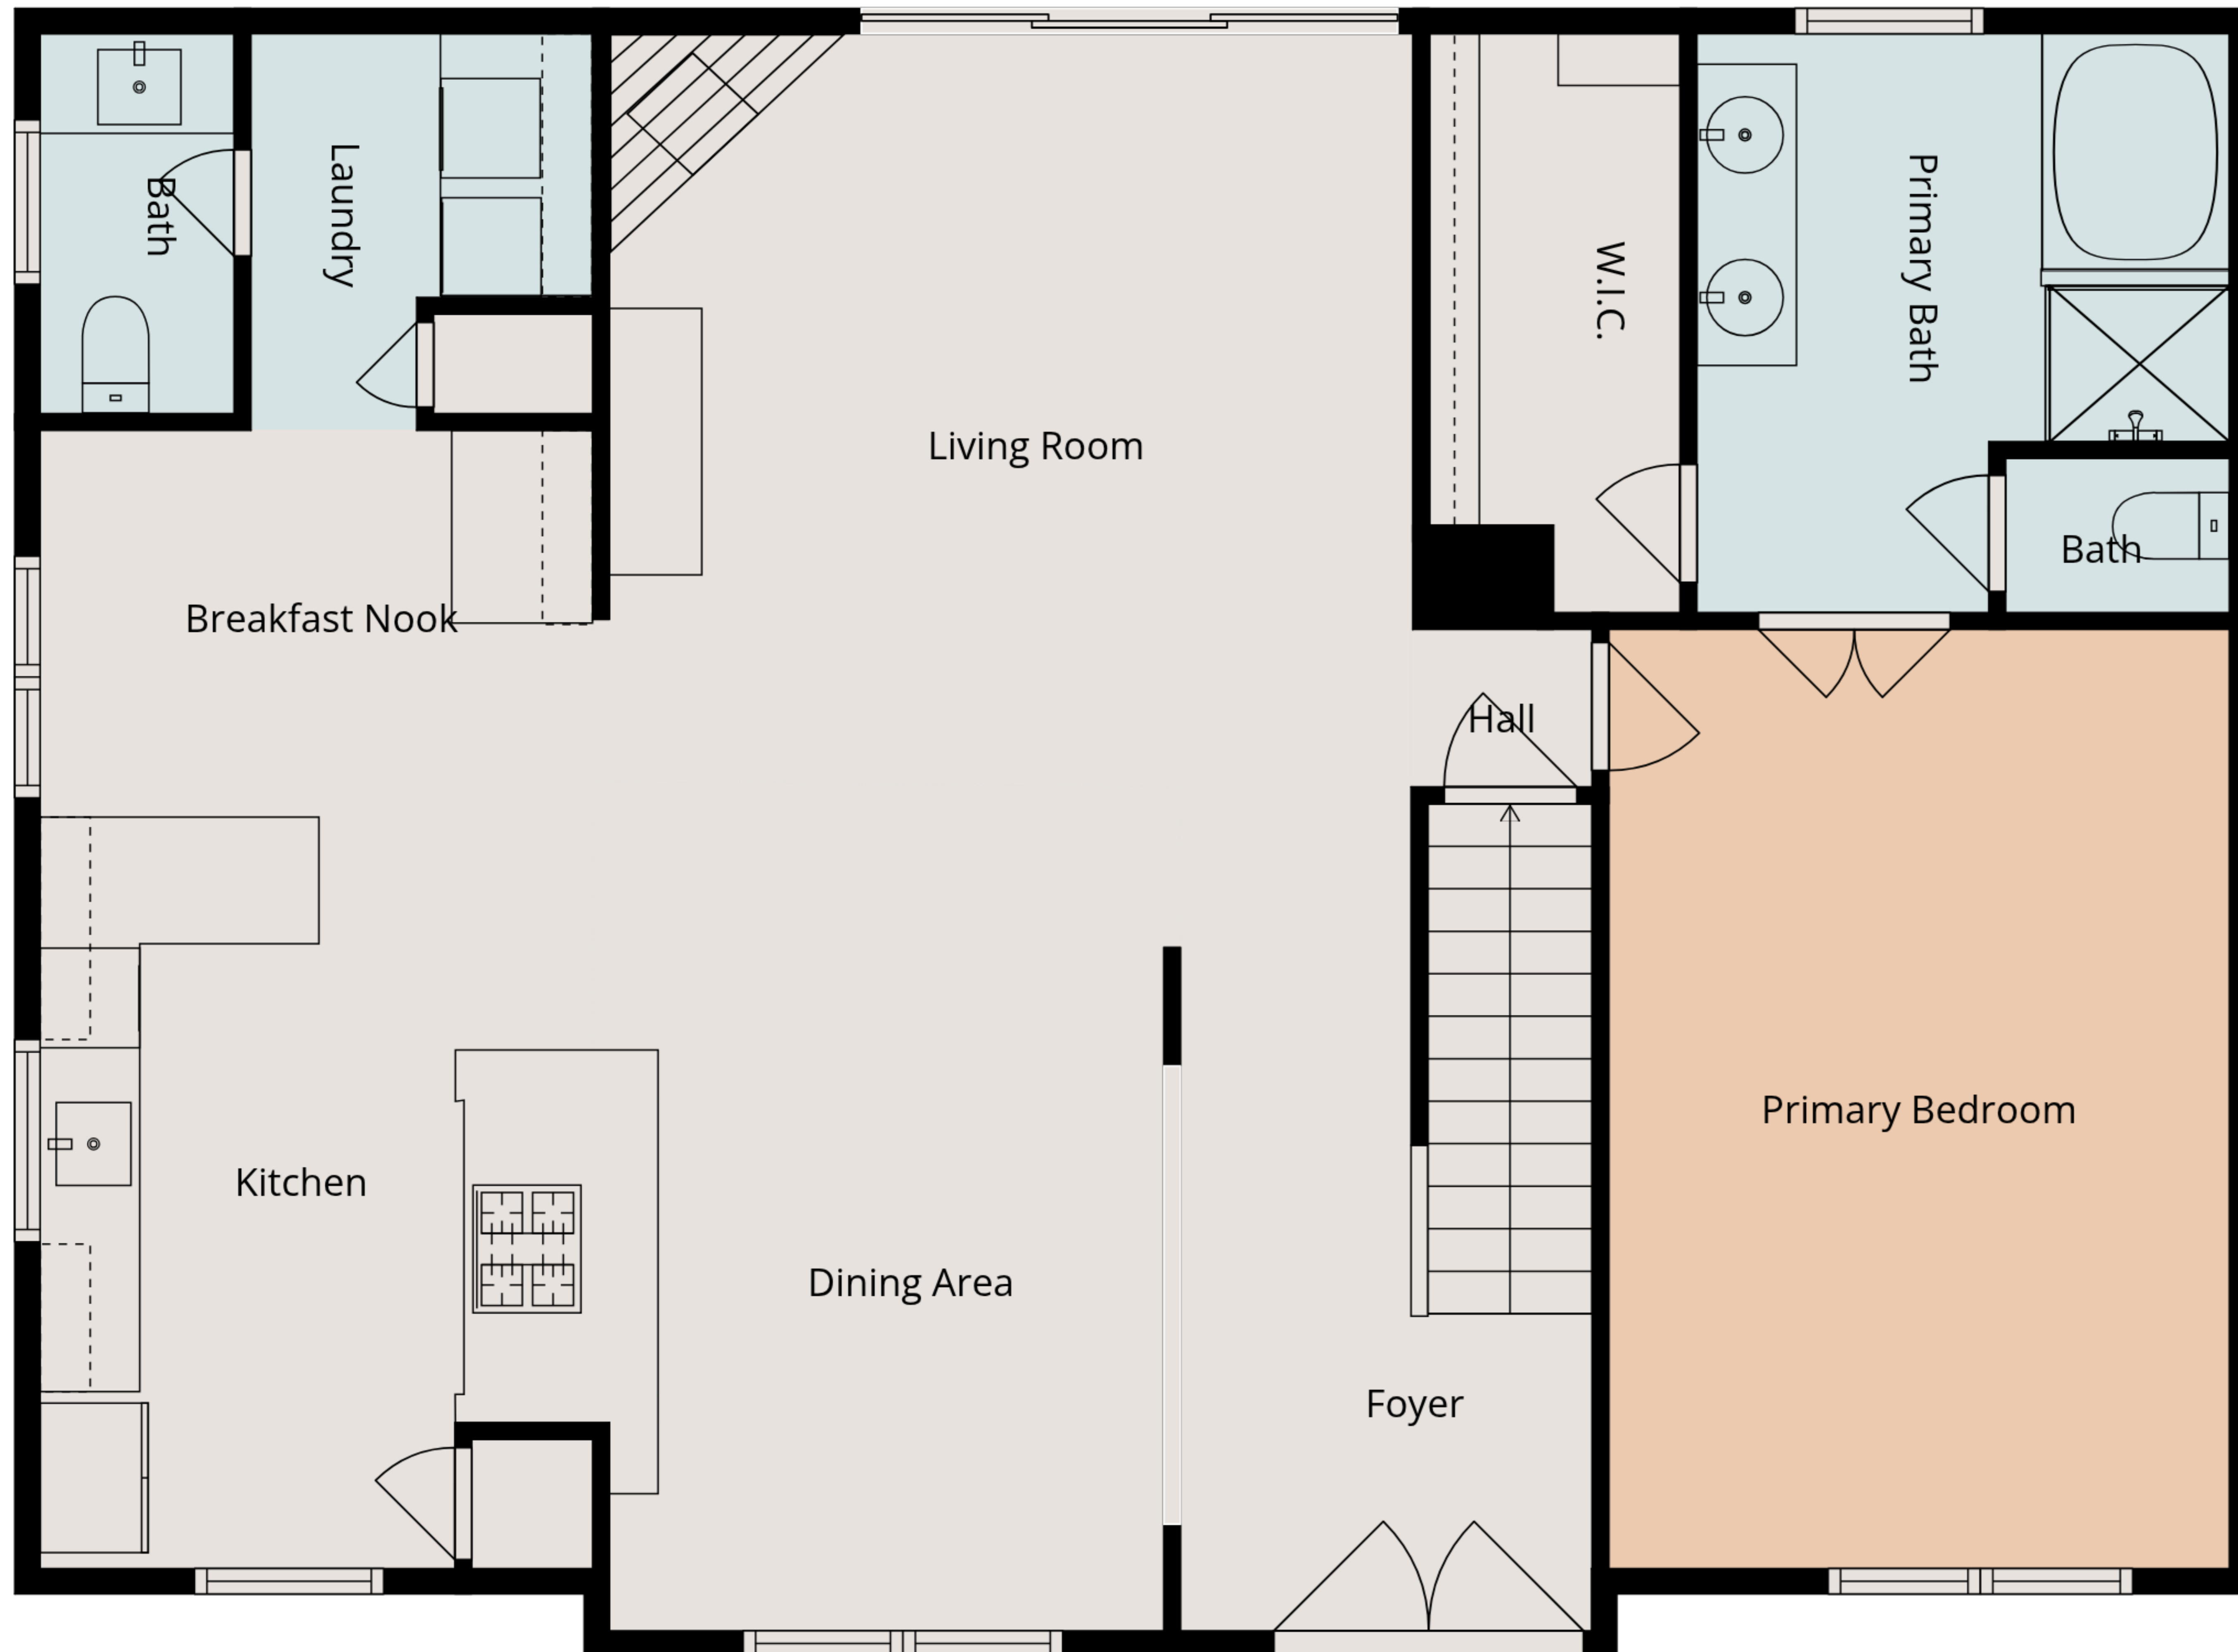 Bath
Laundry
Living Room
W.I.C.
Primary Bath
Bath
Breakfast Nook
Hall
Primary Bedroom
Kitchen
Dining Area
Foyer